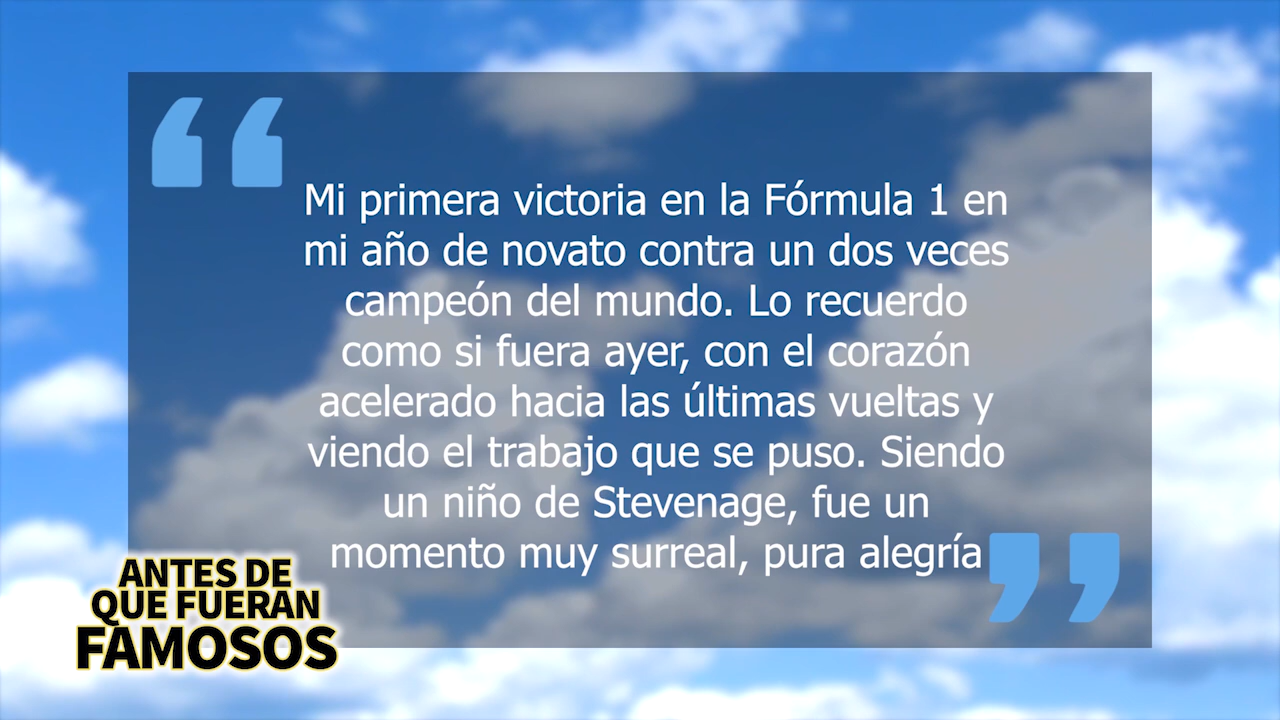 Mi primera victoria en la Fórmula 1 en
mi año de novato contra un dos veces
campeón del mundo. Lo recuerdo
como si fuera ayer, con el corazón
acelerado hacia las últimas vueltas y
viendo el trabajo que se puso. Siendo
un niño de Stevenage, fue un
momento muy surreal, pura alegría
ANTES DE
QUE FUERAN
FAMOSOS